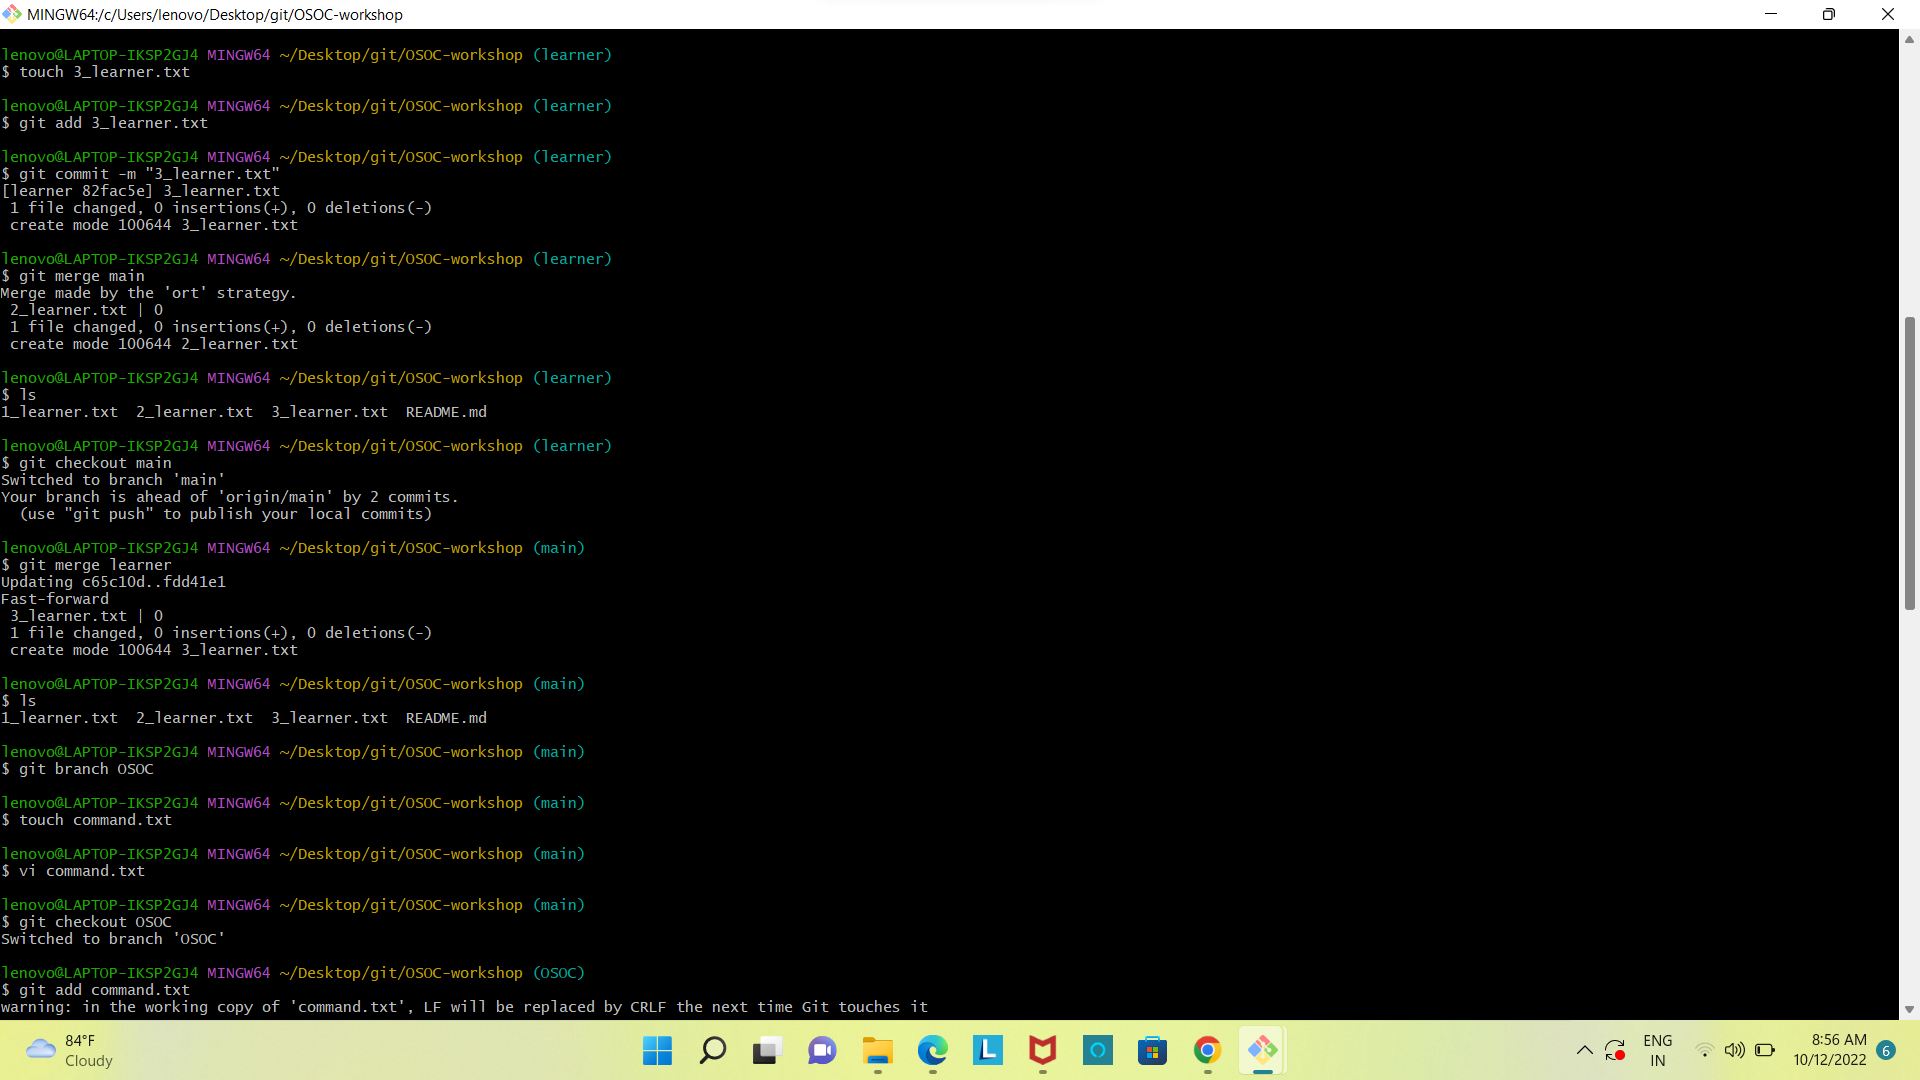 MINGW64:/c/Users/lenovo/Desktop/git/OSOC-workshop
lenovo@LAPTOP-IKSP2GJ4 MINGW64 ~/Desktop/git/OSOC-workshop (learner)
$ touch 3_learner.txt
lenovo@LAPTOP-IKSP2GJ4 MINGW64 ~/Desktop/git/OSOC-workshop (learner)
$ git add 3_learner.txt
lenovo@LAPTOP-IKSP2GJ4 MINGW64 ~/Desktop/git/OSOC-workshop (learner)
$ git commit -m "3_learner.txt"
[learner 82fac5e] 3_learner.txt
 1 file changed, 0 insertions(+), 0 deletions(-)
 create mode 100644 3_learner.txt
lenovo@LAPTOP-IKSP2GJ4 MINGW64 ~/Desktop/git/OSOC-workshop (learner)
$ git merge main
Merge made by the 'ort' strategy.
 2_learner.txt | 0
 1 file changed, 0 insertions(+), 0 deletions(-)
 create mode 100644 2_learner.txt
lenovo@LAPTOP-IKSP2GJ4 MINGW64 ~/Desktop/git/OSOC-workshop (learner)
$ ls
1_learner.txt  2_learner.txt  3_learner.txt  README.md
lenovo@LAPTOP-IKSP2GJ4 MINGW64 ~/Desktop/git/OSOC-workshop (learner)
$ git checkout main
Switched to branch 'main'
Your branch is ahead of 'origin/main' by 2 commits.
  (use "git push" to publish your local commits)
lenovo@LAPTOP-IKSP2GJ4 MINGW64 ~/Desktop/git/OSOC-workshop (main)
$ git merge learner
Updating c65c10d..fdd41e1
Fast-forward
 3_learner.txt | 0
 1 file changed, 0 insertions(+), 0 deletions(-)
 create mode 100644 3_learner.txt
lenovo@LAPTOP-IKSP2GJ4 MINGW64 ~/Desktop/git/OSOC-workshop (main)
$ ls
1_learner.txt  2_learner.txt  3_learner.txt  README.md
lenovo@LAPTOP-IKSP2GJ4 MINGW64 ~/Desktop/git/OSOC-workshop (main)
$ git branch OSOC
lenovo@LAPTOP-IKSP2GJ4 MINGW64 ~/Desktop/git/OSOC-workshop (main)
$ touch command.txt
lenovo@LAPTOP-IKSP2GJ4 MINGW64 ~/Desktop/git/OSOC-workshop (main)
$ vi command.txt
lenovo@LAPTOP-IKSP2GJ4 MINGW64 ~/Desktop/git/OSOC-workshop (main)
$ git checkout OSOC
Switched to branch 'OSOC'
lenovo@LAPTOP-IKSP2GJ4 MINGW64 ~/Desktop/git/OSOC-workshop (OSOC)
$ git add command.txt
warning: in the working copy of 'command.txt', LF will be replaced by CRLF the next time Git touches it
84°F
Cloudy
L
ENG
IN
8:56 AM
10/12/2022
6